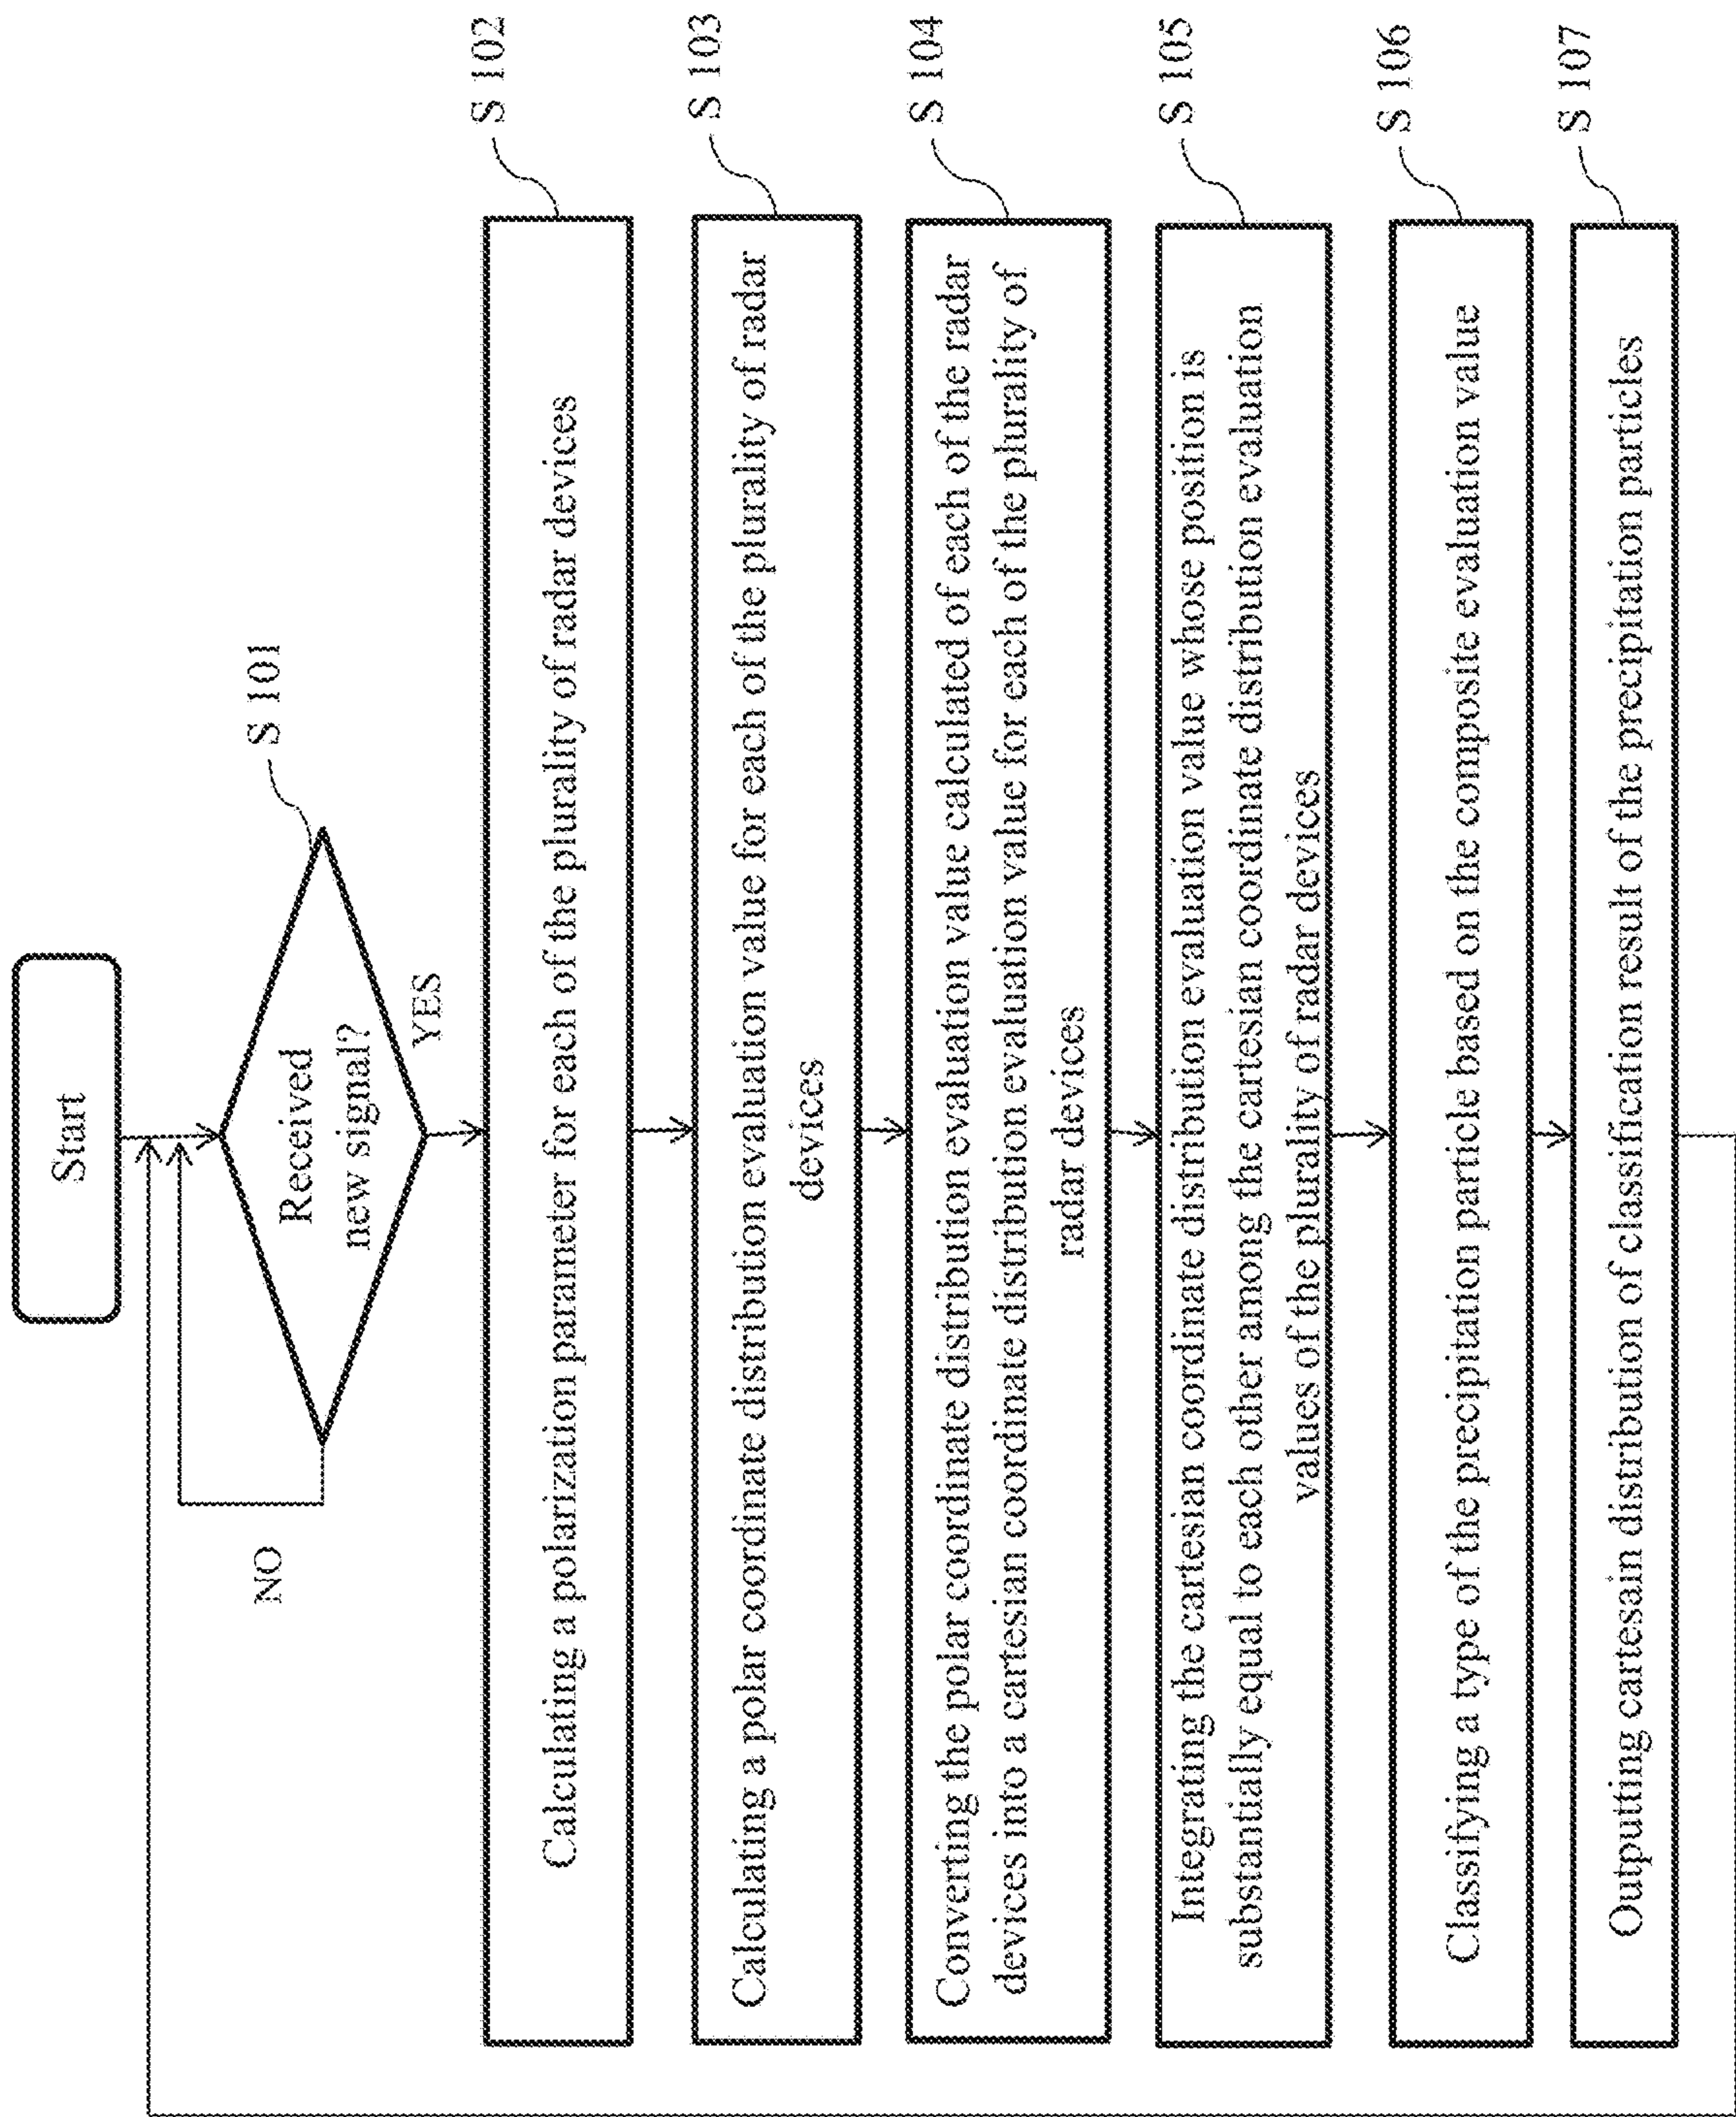 Start
Received
new signal?
S 101
NO
YES
Calculating a polarization parameter for each of the plurality of radar devices
S 102
Calculating a polar coordinate distribution evaluation value for each of the plurality of radar
devices
S 103
Converting the polar coordinate distribution evaluation value calculated of each of the radar
devices into a cartesian coordinate distribution evaluation value for each of the plurality of
radar devices
S 104
Integrating the cartesian coordinate distribution evaluation value whose position is
substantially equal to each other among the cartesian coordinate distribution evaluation
values of the plurality of radar devices
S 105
Classifying a type of the precipitation particle based on the composite evaluation value
S 106
Outputting cartesain distribution of classification result of the precipitation particles
S 107